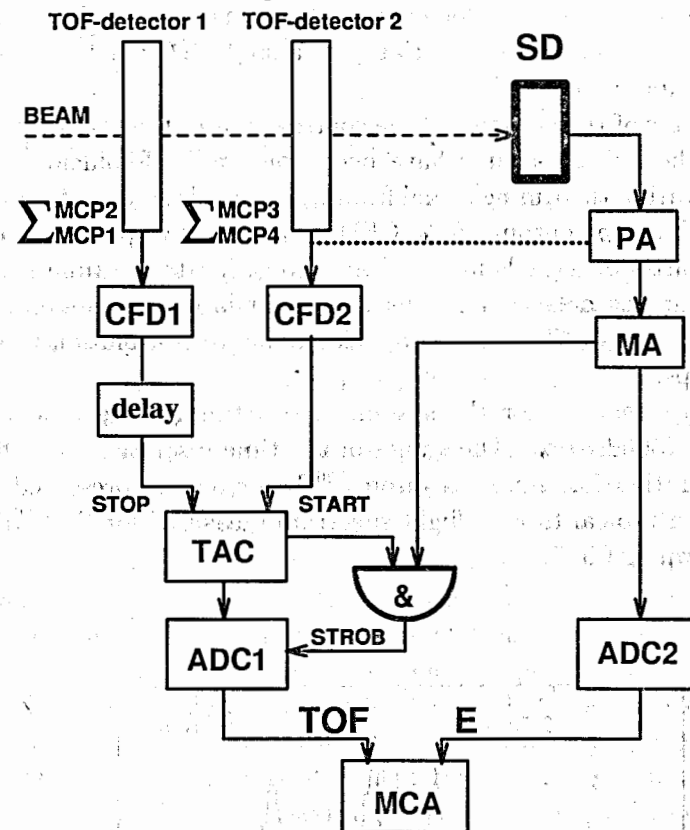 TOF-detector 1
TOF-detector 2
SD
BEAM
∑ MCP2 MCP1
∑ MCP3 MCP4
PA
CFD1
CFD2
MA
delay
STOP
START
TAC
&
STROB
ADC1
ADC2
TOF
E
MCA